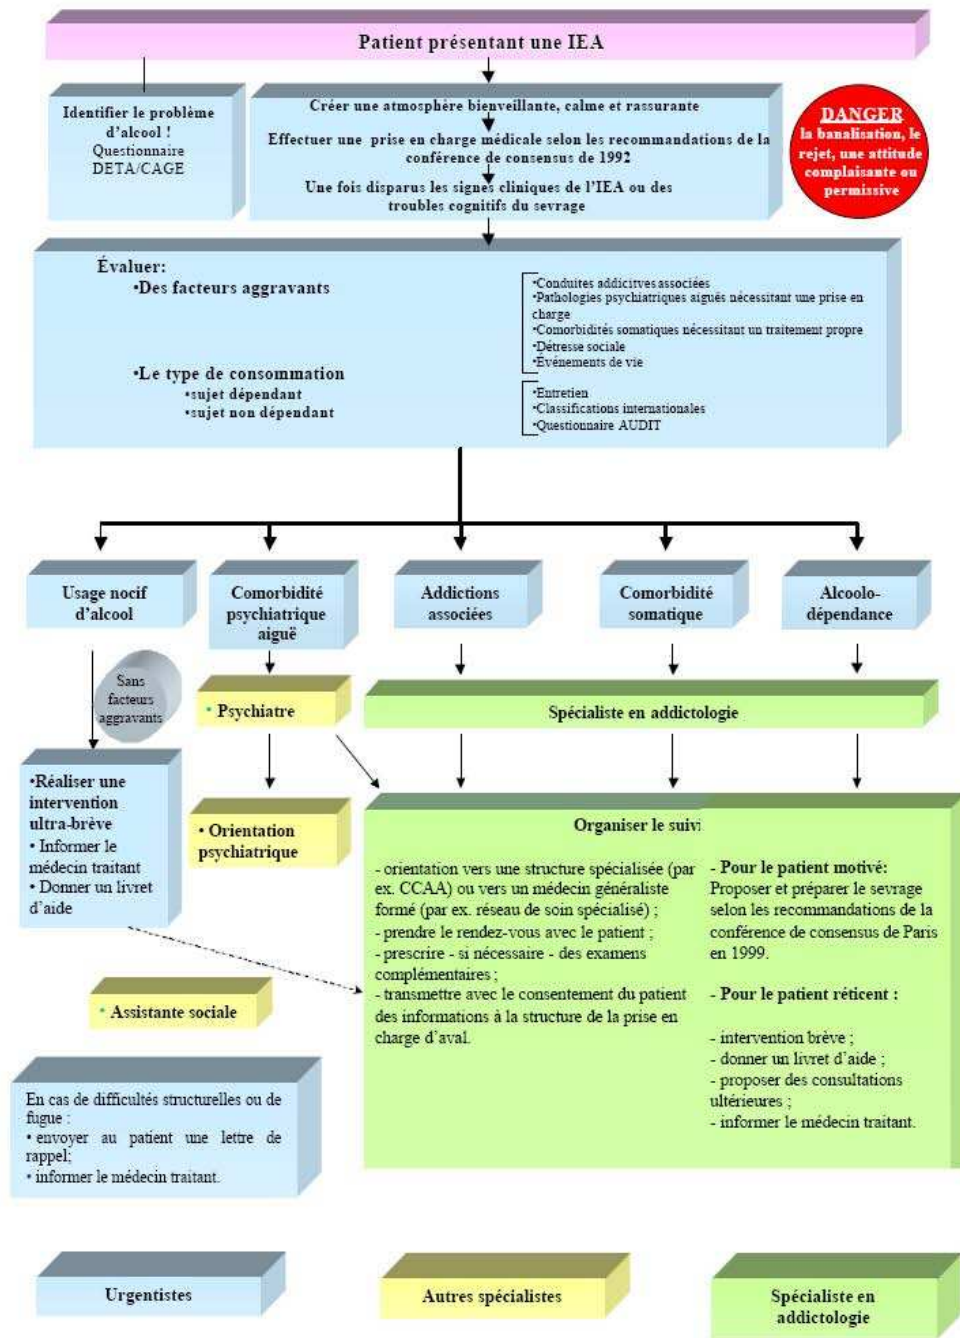 Patient présentant une IEA
Identifier le problème
d'alcool !
Questionnaire
DETA/CAGE
Créer une atmosphère bienveillante, calme et rassurante
Effectuer une prise en charge médicale selon les recommandations de la
conférence de consensus de 1992
Une fois disparus les signes cliniques de l'IEA ou des
troubles cognitifs du sevrage
DANGER
la banalisation, le
rejet, une attitude
complaisante ou
permissive
Évaluer:
•Des facteurs aggravants
•Conduites addicitves associées
•Pathologies psychiatriques aiguës nécessitant une prise en
charge
•Comorbidités somatiques nécessitant un traitement propre
•Détresse sociale
•Événements de vie
•Le type de consommation
•sujet dépendant
•sujet non dépendant
•Entretien
•Classifications internationales
•Questionnaire AUDIT
Usage nocif
d'alcool
Comorbidité
psychiatrique
aiguë
Addictions
associées
Comorbidité
somatique
Alcoolo-
dépendance
Sans
facteurs
aggravants
• Psychiatre
Spécialiste en addictologie
•Réaliser une
intervention
ultra-brève
• Informer le
médecin traitant
• Donner un livret
d'aide
• Orientation
psychiatrique
Organiser le suivi
- orientation vers une structure spécialisée (par
ex. CCAA) ou vers un médecin généraliste
formé (par ex. réseau de soin spécialisé) ;
- prendre le rendez-vous avec le patient ;
- prescrire - si nécessaire - des examens
complémentaires ;
- transmettre avec le consentement du patient
des informations à la structure de la prise en
charge d'aval.
- Pour le patient motivé:
Proposer et préparer le sevrage
selon les recommandations de la
conférence de consensus de Paris
en 1999.
- Pour le patient réticent :
- intervention brève ;
- donner un livret d'aide ;
- proposer des consultations
ultérieures ;
- informer le médecin traitant.
• Assistante sociale
En cas de difficultés structurelles ou de
fugue :
• envoyer au patient une lettre de
rappel;
• informer le médecin traitant.
Urgentistes
Autres spécialistes
Spécialiste en
addictologie